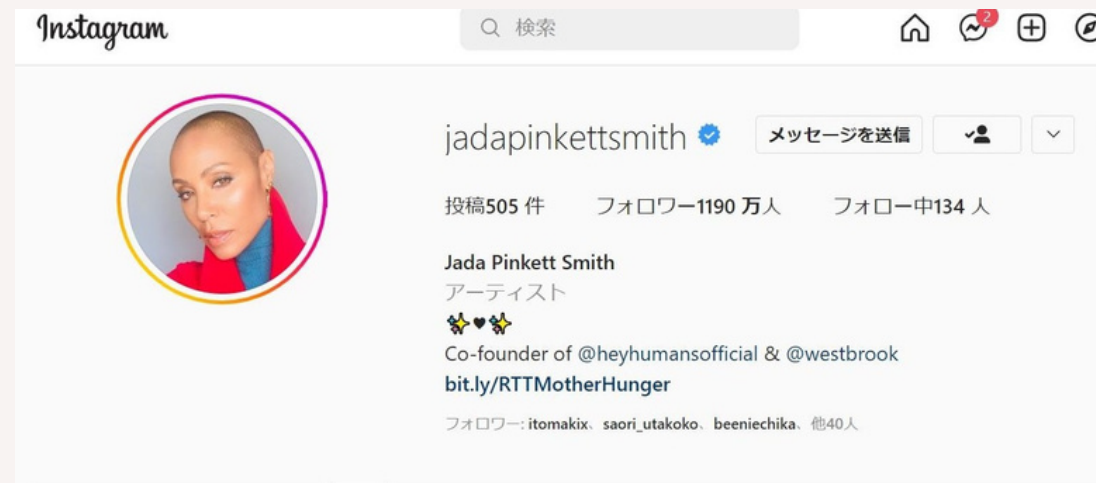 Instagram
検索
2
jadapinkettsmith
メッセージを送信
投稿505 件 フォロワー1190 万人 フォロー中134 人
Jada Pinkett Smith
アーティスト
✨♥✨
Co-founder of @heyhumansofficial & @westbrook
bit.ly/RTTMotherHunger
フォロワー: itomakix、saori_utakoko、beeniechika、他40人